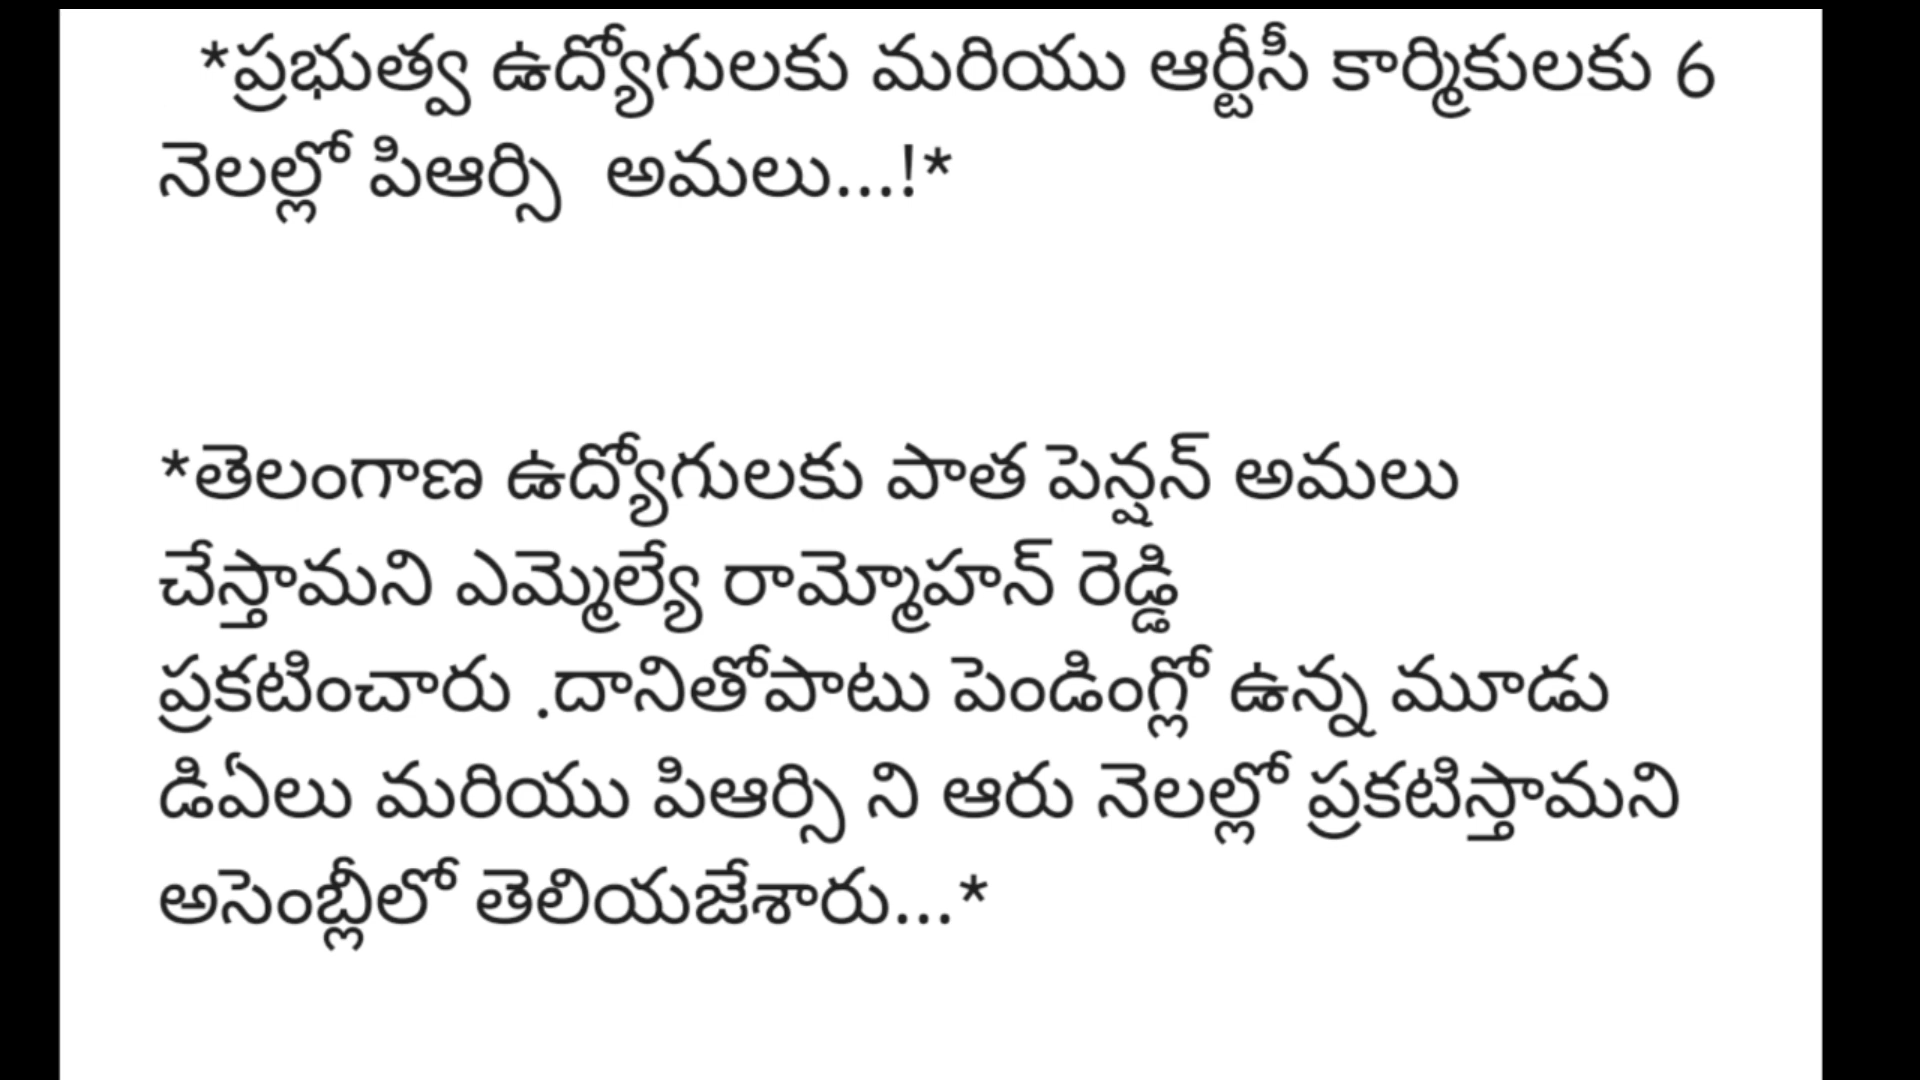 *ప్రభుత్వ ఉద్యోగులకు మరియు ఆర్టీసీ కార్మికులకు 6
నెలల్లో పిఆర్సి  అమలు...!*
*తెలంగాణ ఉద్యోగులకు పాత పెన్షన్ అమలు
చేస్తామని ఎమ్మెల్యే రామ్మోహన్ రెడ్డి
ప్రకటించారు .దానితోపాటు పెండింగ్లో ఉన్న మూడు
డిఏలు మరియు పిఆర్సి ని ఆరు నెలల్లో ప్రకటిస్తామని
అసెంబ్లీలో తెలియజేశారు...*